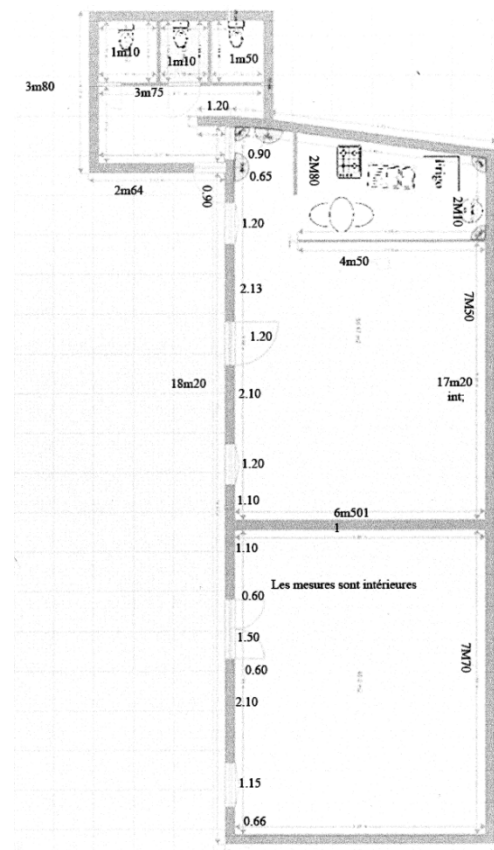 1m10
1m10
1m50
3m80
3m75
1.20
0.90
2M80
Frigo
2m64
0.90
0.65
2M10
1.20
4m50
2.13
7M50
1.20
18m20
2.10
17m20
int;
1.20
1.10
6m501
1
1.10
Les mesures sont intérieures
0.60
1.50
7M70
0.60
2.10
1.15
0.66